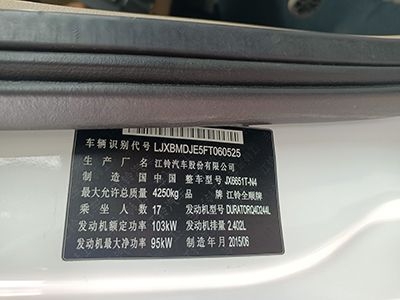 车辆识别代号 LJXBMDJE5FT060525
生产厂名 江铃汽车股份有限公司
生产国 中国 整车型号 JX6651T-N4
最大允许总质量 4250kg 品牌 江铃全顺牌
乘坐人数 17 发动机型号 DURATORQ4D244L
发动机额定功率 103kW 发动机排量 2.402L
发动机最大净功率 95kW 制造年月 2015/06